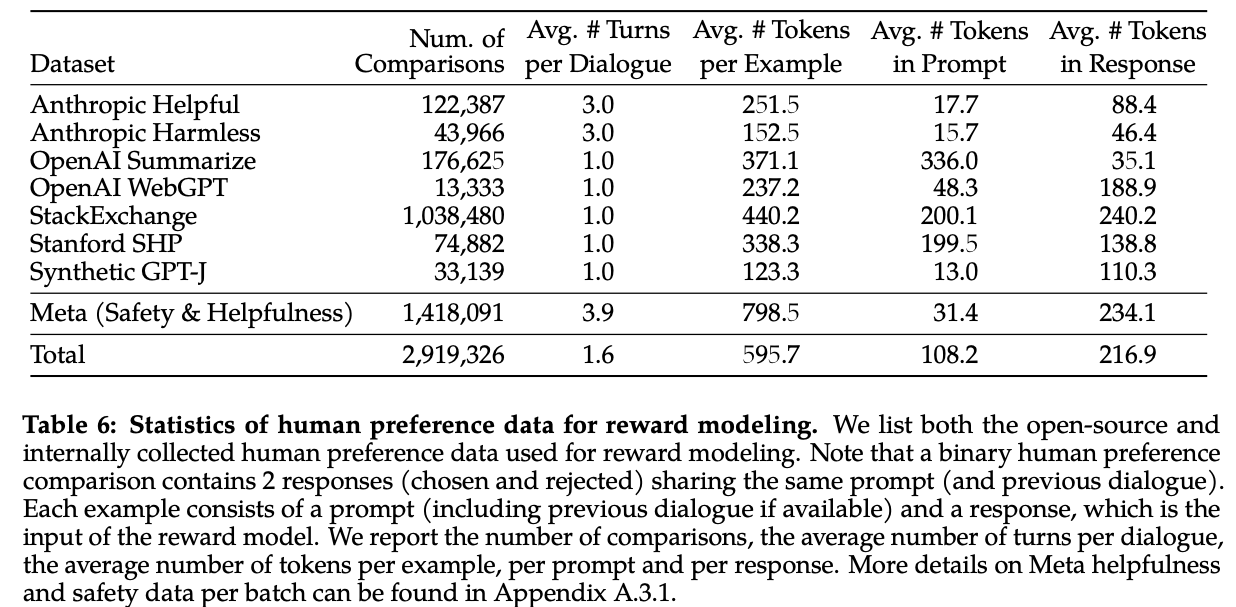 Dataset Num. of Comparisons Avg. # Turns per Dialogue Avg. # Tokens per Example Avg. # Tokens in Prompt Avg. # Tokens in Response
Anthropic Helpful 122,387 3.0 251.5 17.7 88.4
Anthropic Harmless 43,966 3.0 152.5 15.7 46.4
OpenAI Summarize 176,625 1.0 371.1 336.0 35.1
OpenAI WebGPT 13,333 1.0 237.2 48.3 188.9
StackExchange 1,038,480 1.0 440.2 200.1 240.2
Stanford SHP 74,882 1.0 338.3 199.5 138.8
Synthetic GPT-J 33,139 1.0 123.3 13.0 110.3
Meta (Safety & Helpfulness) 1,418,091 3.9 798.5 31.4 234.1
Total 2,919,326 1.6 595.7 108.2 216.9
Table 6: Statistics of human preference data for reward modeling. We list both the open-source and
internally collected human preference data used for reward modeling. Note that a binary human preference
comparison contains 2 responses (chosen and rejected) sharing the same prompt (and previous dialogue).
Each example consists of a prompt (including previous dialogue if available) and a response, which is the
input of the reward model. We report the number of comparisons, the average number of turns per dialogue,
the average number of tokens per example, per prompt and per response. More details on Meta helpfulness
and safety data per batch can be found in Appendix A.3.1.